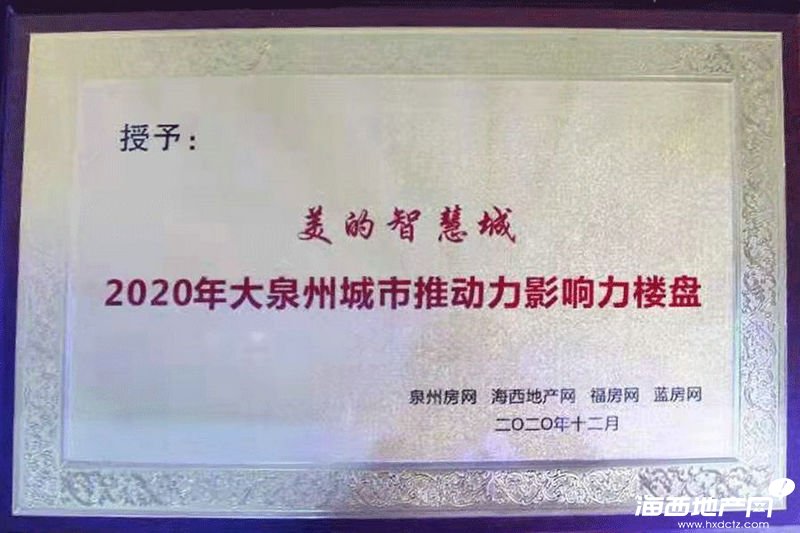 授予：
美的智慧城
2020年大泉州城市推动力影响力楼盘
泉州房网 海西地产网 福房网 蓝房网
二〇二〇年十二月
海西地产网
www.hxdctz.com